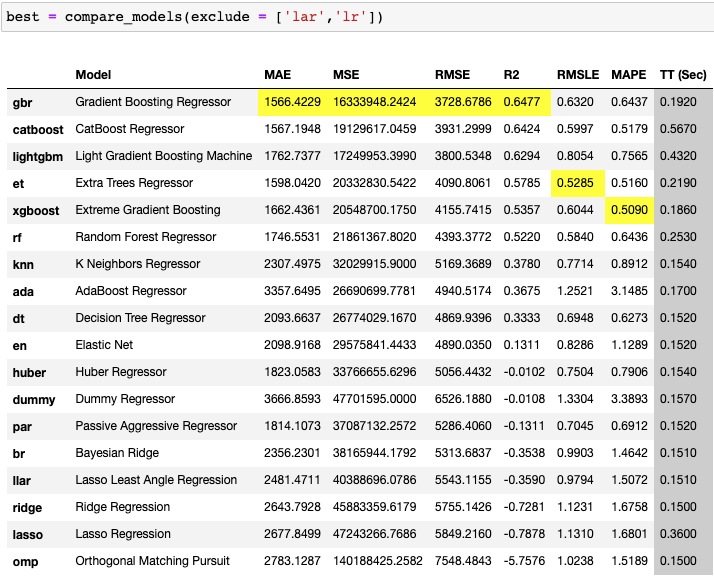 best = compare_models(exclude = ['lar','lr'])
Model MAE MSE RMSE R2 RMSLE MAPE TT (Sec)
gbr Gradient Boosting Regressor 1566.4229 16333948.2424 3728.6786 0.6477 0.6320 0.6437 0.1920
catboost CatBoost Regressor 1567.1948 19129617.0459 3931.2999 0.6424 0.5997 0.5179 0.5670
lightgbm Light Gradient Boosting Machine 1762.7377 17249953.3990 3800.5348 0.6294 0.8054 0.7565 0.4320
et Extra Trees Regressor 1598.0420 20332830.5422 4090.8061 0.5785 0.5285 0.5160 0.2190
xgboost Extreme Gradient Boosting 1662.4361 20548700.1750 4155.7415 0.5357 0.6044 0.5090 0.1860
rf Random Forest Regressor 1746.5531 21861367.8020 4393.3772 0.5220 0.5840 0.6436 0.2530
knn K Neighbors Regressor 2307.4975 32029915.9000 5169.3689 0.3780 0.7714 0.8912 0.1540
ada AdaBoost Regressor 3357.6495 26690699.7781 4940.5174 0.3675 1.2521 3.1485 0.1700
dt Decision Tree Regressor 2093.6637 26774029.1670 4869.9396 0.3333 0.6948 0.6273 0.1520
en Elastic Net 2098.9168 29575841.4433 4890.0350 0.1311 0.8286 1.1289 0.1520
huber Huber Regressor 1823.0583 33766655.6296 5056.4432 -0.0102 0.7504 0.7906 0.1540
dummy Dummy Regressor 3666.8593 47701595.0000 6526.1880 -0.0108 1.3304 3.3893 0.1570
par Passive Aggressive Regressor 1814.1073 37087132.2572 5286.4060 -0.1311 0.7045 0.6912 0.1520
br Bayesian Ridge 2356.2301 38165944.1792 5313.6837 -0.3538 0.9903 1.4642 0.1510
llar Lasso Least Angle Regression 2481.4711 40388696.0786 5543.1155 -0.3590 0.9794 1.5072 0.1510
ridge Ridge Regression 2643.7928 45883359.6179 5755.1426 -0.7281 1.1231 1.6758 0.1500
lasso Lasso Regression 2677.8499 47243266.7686 5849.2160 -0.7878 1.1310 1.6801 0.3600
omp Orthogonal Matching Pursuit 2783.1287 140188425.2582 7548.4843 -5.7576 1.0238 1.5189 0.1500